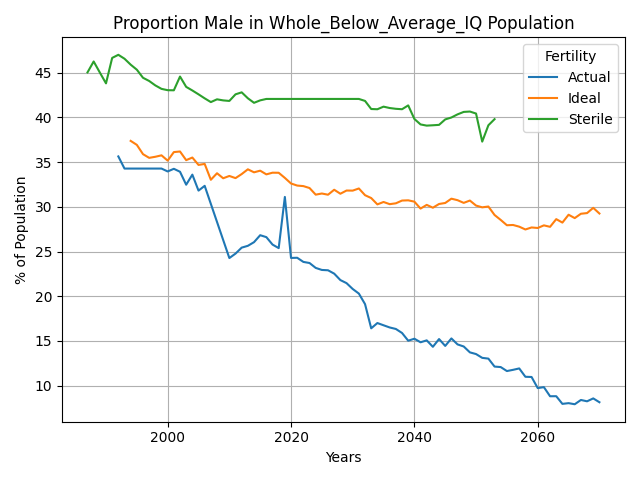 Proportion Male in Whole_Below_Average_IQ Population
Fertility
Actual
Ideal
Sterile
% of Population
45
40
35
30
25
20
15
10
2000 2020 2040 2060
Years